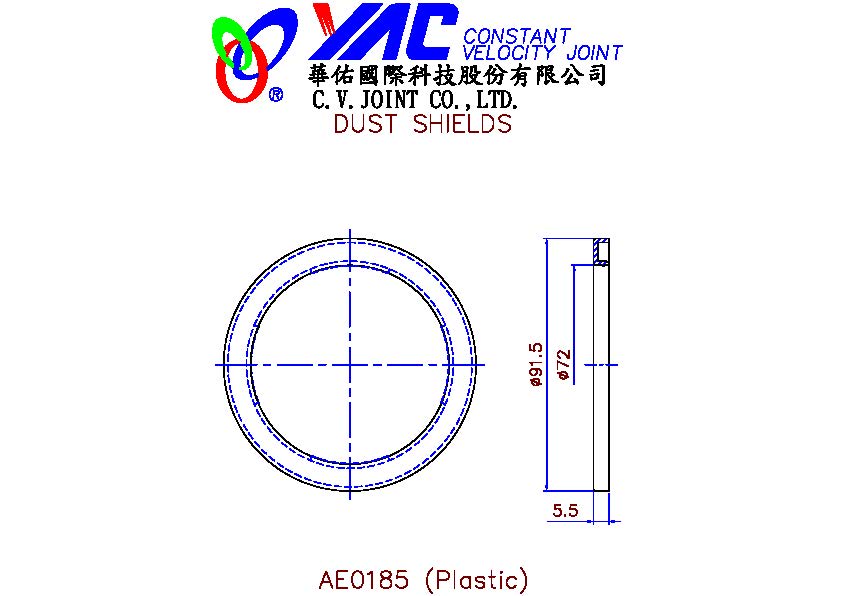 YAC CONSTANT
VELOCITY JOINT
®
華佑國際科技股份有限公司
C.V.JOINT CO.,LTD.
DUST SHIELDS
ø91.5
ø72
5.5
AE0185 (Plastic)